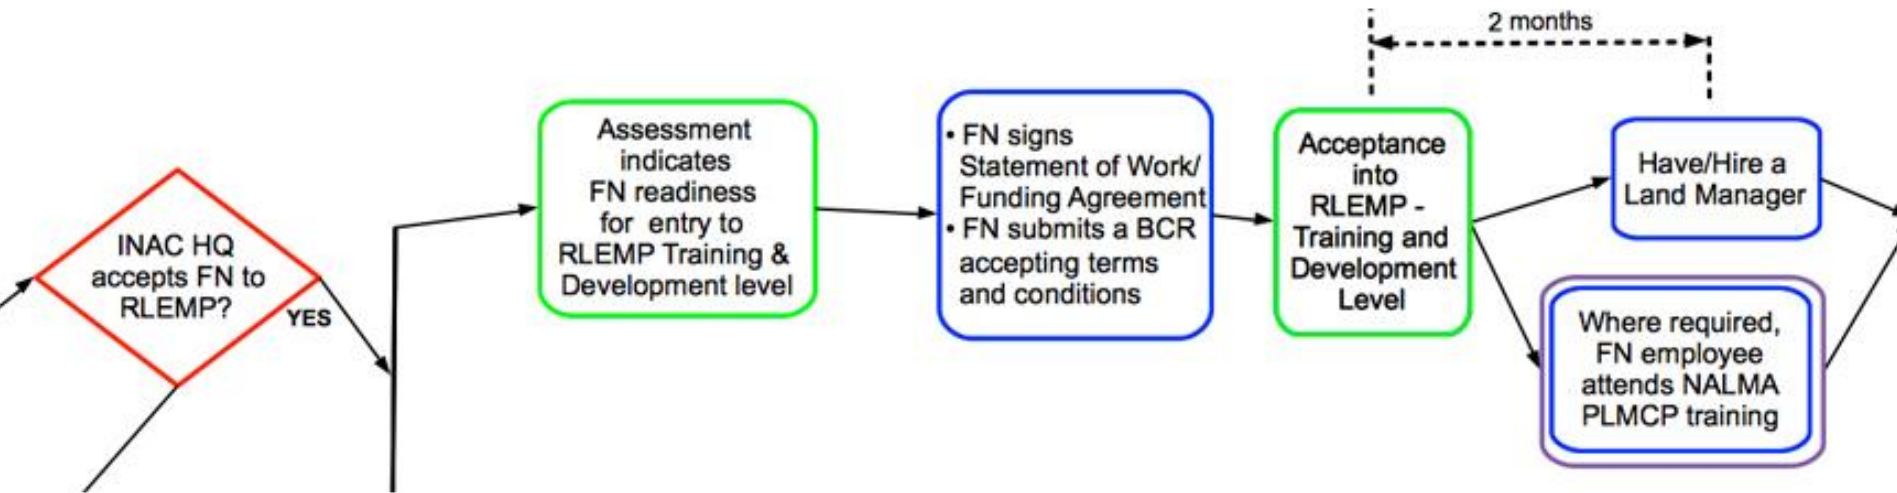 2 months
INAC HQ
accepts FN to
RLEMP?
YES
Assessment
indicates
FN readiness
for entry to
RLEMP Training &
Development level
• FN signs
Statement of Work/
Funding Agreement
• FN submits a BCR
accepting terms
and conditions
Acceptance
into
RLEMP -
Training and
Development
Level
Have/Hire a
Land Manager
Where required,
FN employee
attends NALMA
PLMCP training